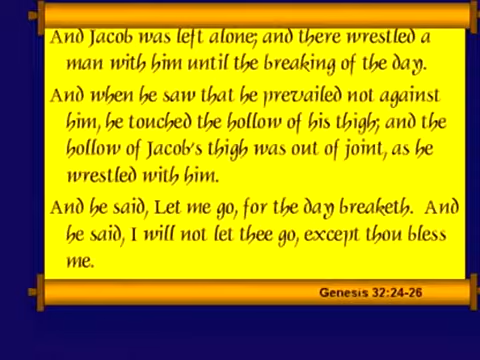 And Jacob was left alone; and there wrestled a
man with him until the breaking of the day.
And when he saw that he prevailed not against
him, he touched the hollow of his thigh; and the
hollow of Jacob's thigh was out of joint, as he
wrestled with him.
And he said, Let me go, for the day breaketh. And
he said, I will not let thee go, except thou bless
me.
Genesis 32:24-26